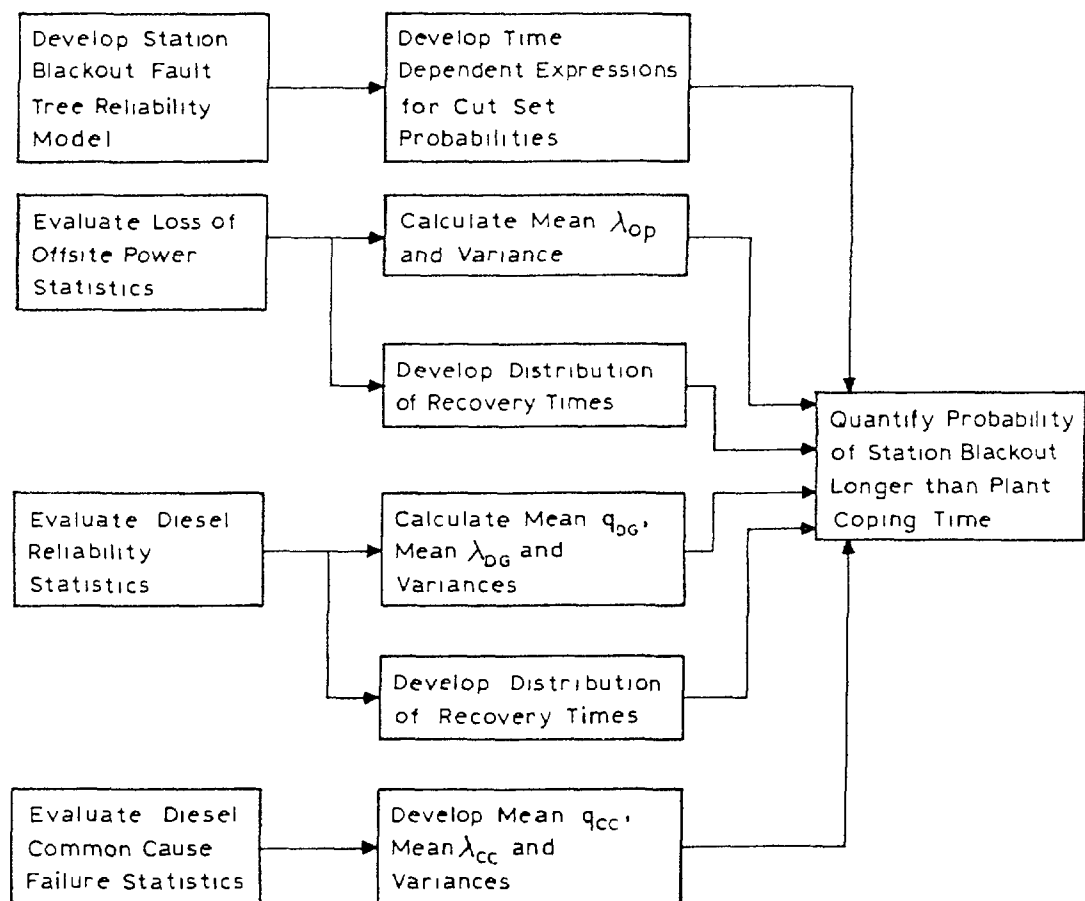 Develop Station
Blackout Fault
Tree Reliability
Model
Develop Time
Dependent Expressions
for Cut Set
Probabilities
Evaluate Loss of
Offsite Power
Statistics
Calculate Mean λop
and Variance
Develop Distribution
of Recovery Times
Quantify Probability
of Station Blackout
Longer than Plant
Coping Time
Evaluate Diesel
Reliability
Statistics
Calculate Mean qDG,
Mean λDG and
Variances
Develop Distribution
of Recovery Times
Evaluate Diesel
Common Cause
Failure Statistics
Develop Mean qcc,
Mean λcc and
Variances